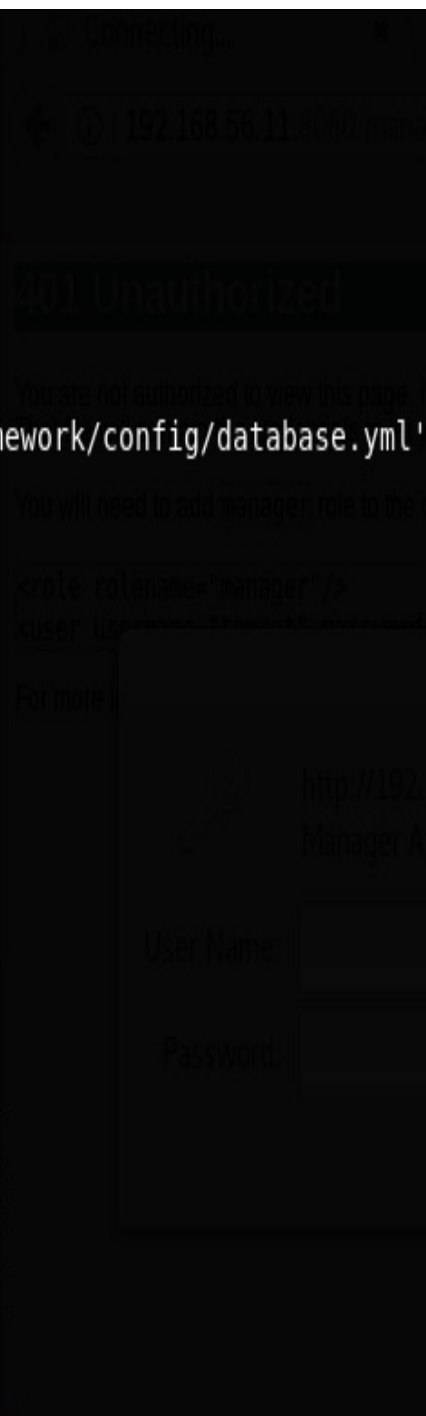 Connecting..
192.168.56.11:8080/mana
401 Unauthorized
You are not authorized to view this page.
ework/config/database.yml'
You will need to add manager role to the
<role rolename="manager"/>
<user
For more
http://192.
Manager A
User Name:
Password: